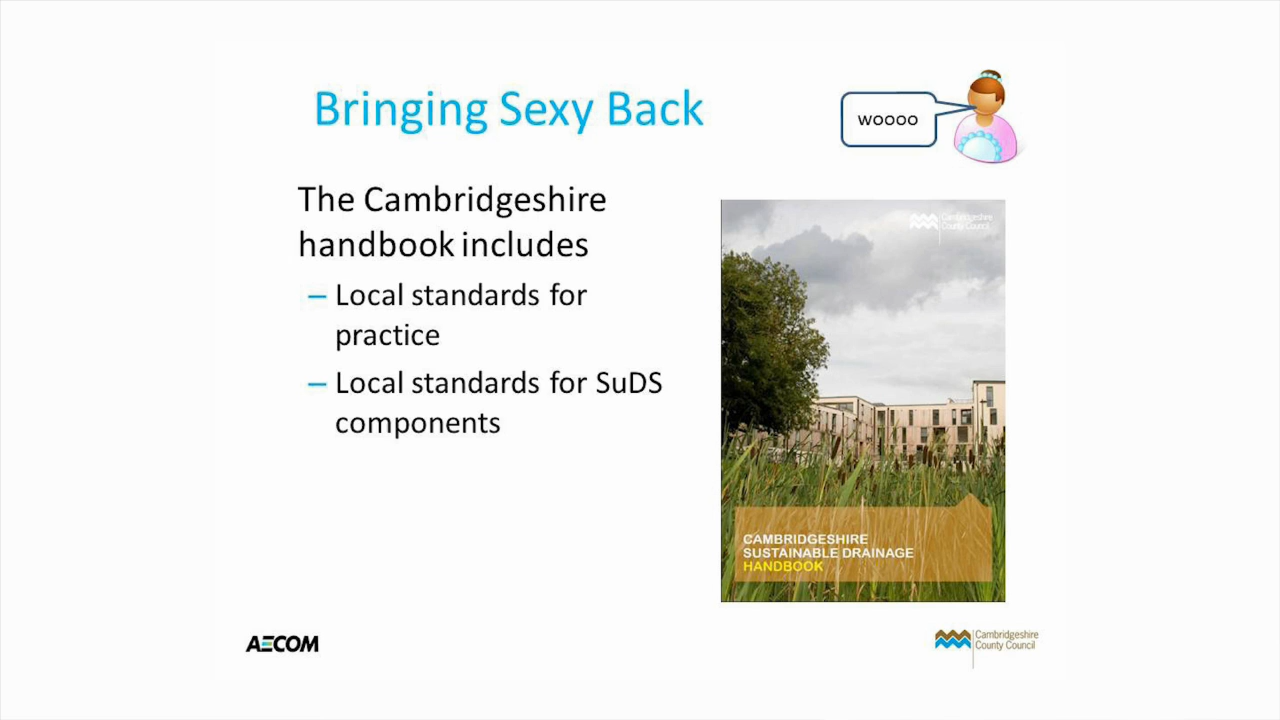 Bringing Sexy Back
woooo
The Cambridgeshire
handbook includes
– Local standards for
practice
– Local standards for SuDS
components
Cambridgeshire
County Council
CAMBRIDGESHIRE
SUSTAINABLE DRAINAGE
HANDBOOK
AECOM
Cambridgeshire
County Council